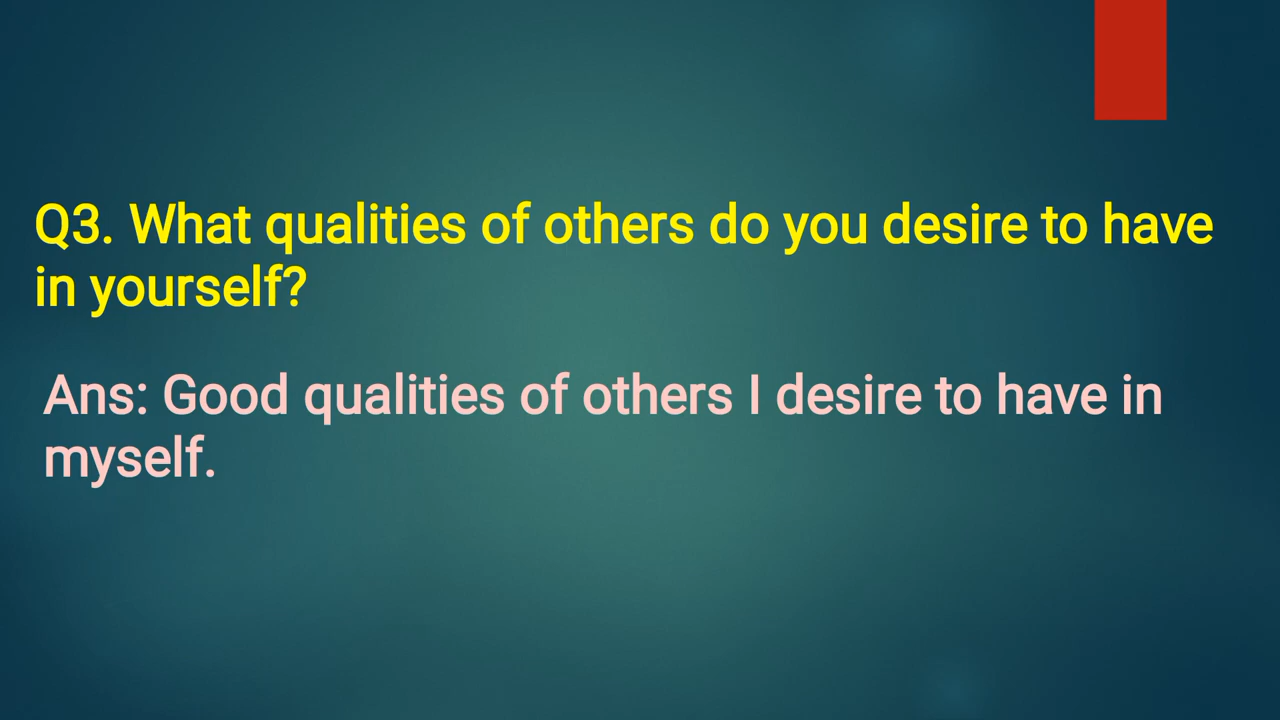 Q3. What qualities of others do you desire to have
in yourself?
Ans: Good qualities of others I desire to have in
myself.